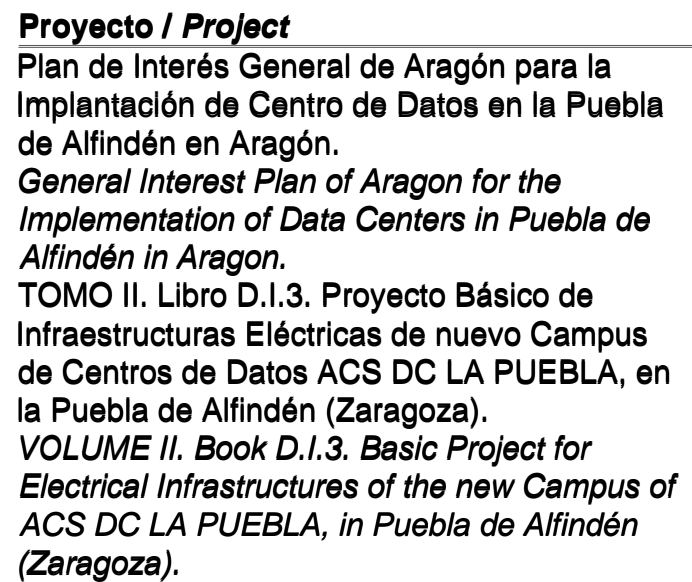 Proyecto / Project
Plan de Interés General de Aragón para la
Implantación de Centro de Datos en la Puebla
de Alfindén en Aragón.
General Interest Plan of Aragon for the
Implementation of Data Centers in Puebla de
Alfindén in Aragon.
TOMO II. Libro D.I.3. Proyecto Básico de
Infraestructuras Eléctricas de nuevo Campus
de Centros de Datos ACS DC LA PUEBLA, en
la Puebla de Alfindén (Zaragoza).
VOLUME II. Book D.I.3. Basic Project for
Electrical Infrastructures of the new Campus of
ACS DC LA PUEBLA, in Puebla de Alfindén
(Zaragoza).